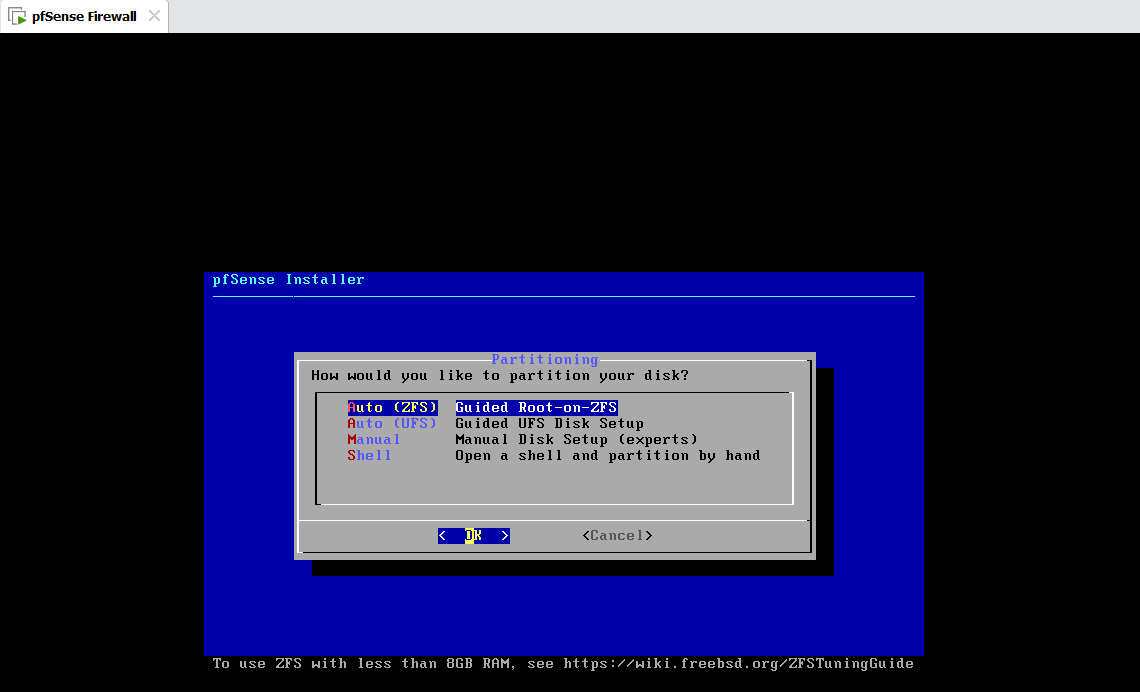 pfSense Firewall
pfSense Installer
Partitioning
How would you like to partition your disk?
Auto (ZFS) Guided Root-on-ZFS
Auto (UFS) Guided UFS Disk Setup
Manual Manual Disk Setup (experts)
Shell Open a shell and partition by hand
< OK > <Cancel>
To use ZFS with less than 8GB RAM, see https://wiki.freebsd.org/ZFSTuningGuide